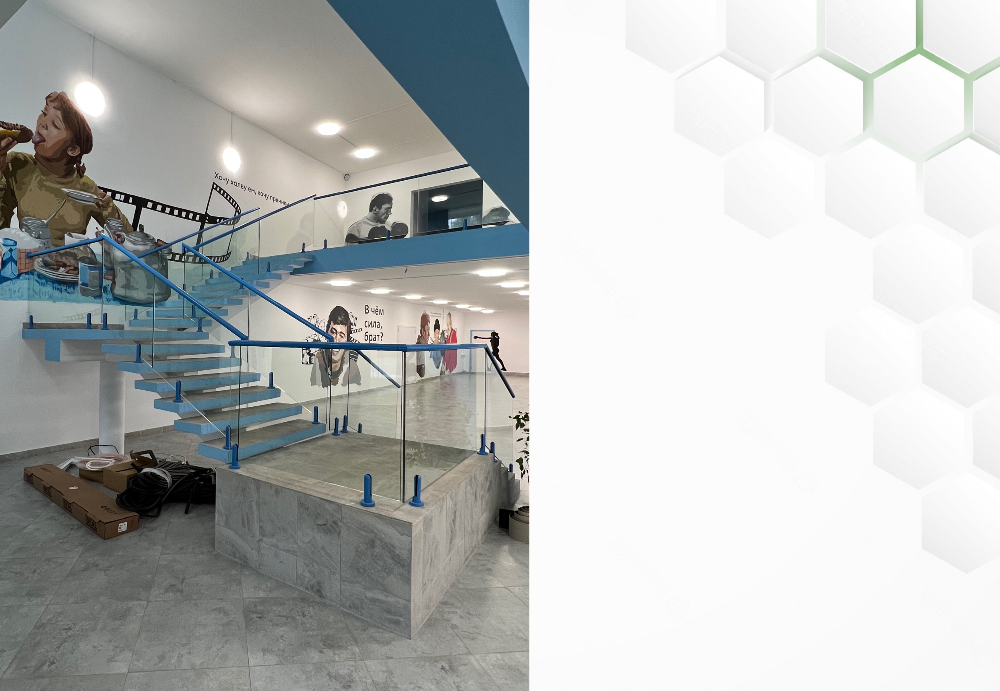 Хочу халву ем, хочу пряники
В чём
сила,
брат?
IDEAL
IDEAL
IDEAL